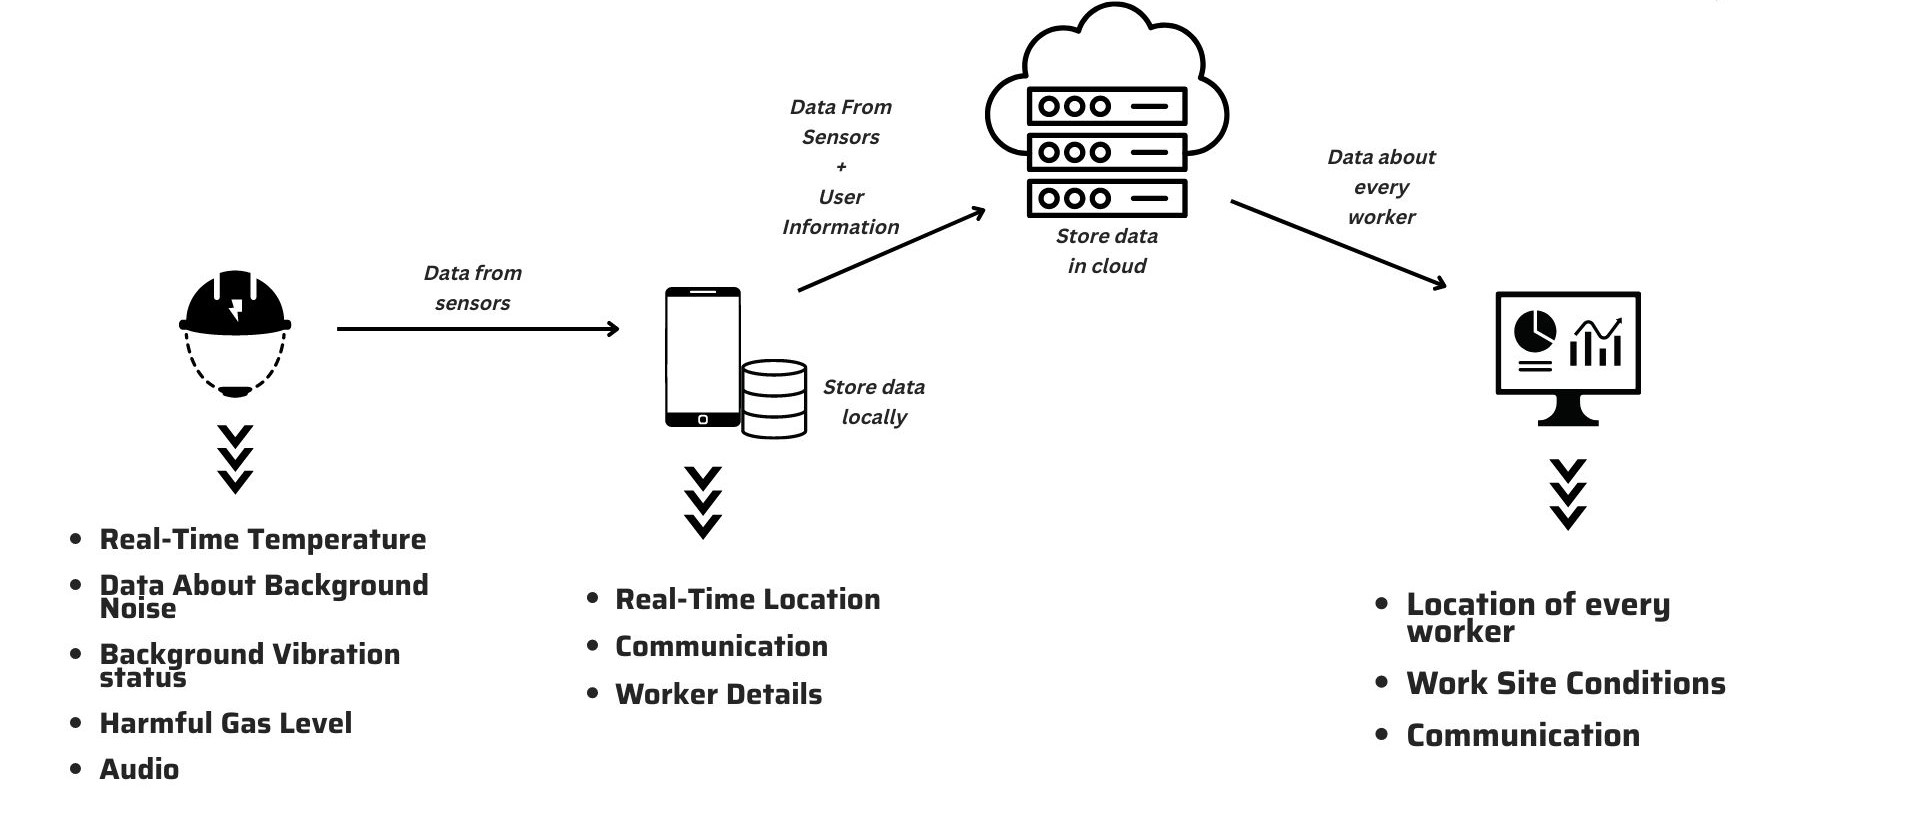 Data From
Sensors
+
User
Information
Data about
every
worker
Store data
in cloud
Data from
sensors
Store data
locally
• Real-Time Temperature
• Data About Background
Noise
• Background Vibration
status
• Harmful Gas Level
• Audio
• Real-Time Location
• Communication
• Worker Details
• Location of every
worker
• Work Site Conditions
• Communication